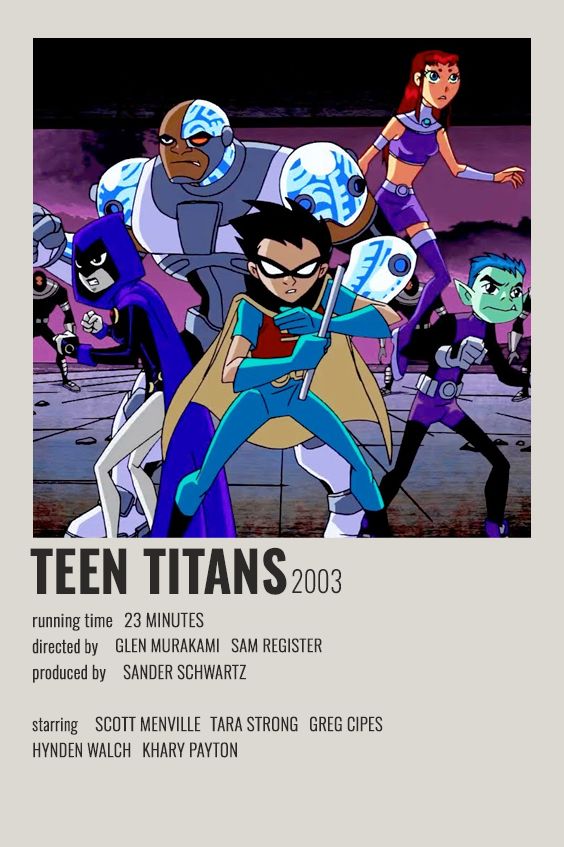 TEEN TITANS 2003
running time 23 MINUTES
directed by GLEN MURAKAMI SAM REGISTER
produced by SANDER SCHWARTZ
starring SCOTT MENVILLE TARA STRONG GREG CIPES
HYNDEN WALCH KHARY PAYTON